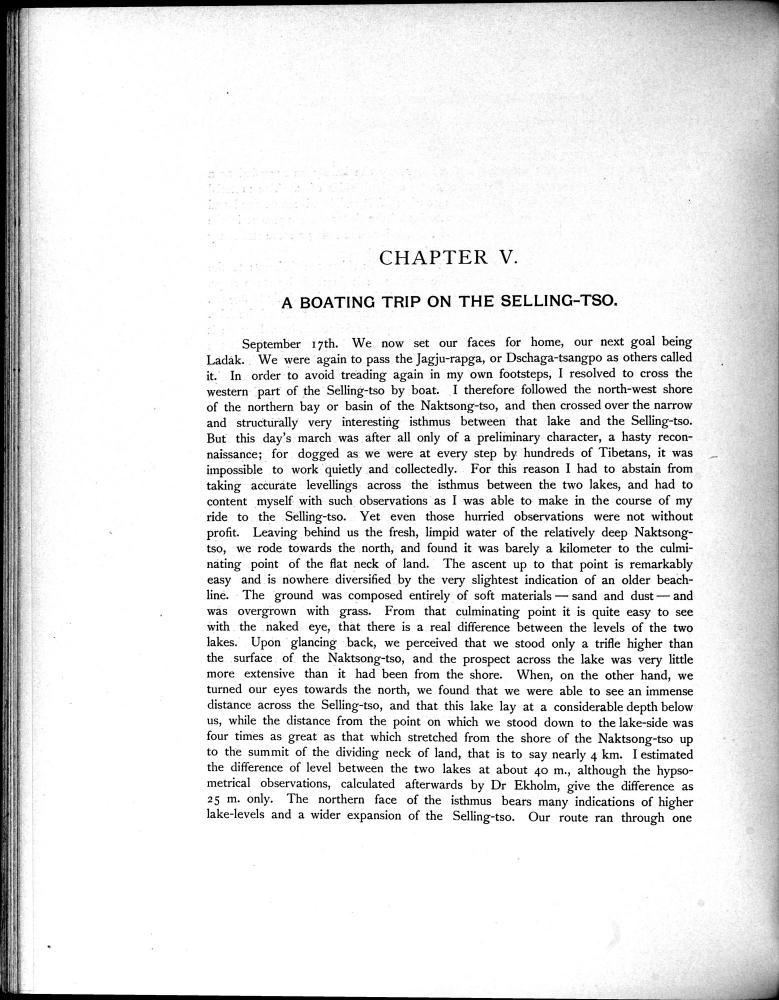 CHAPTER V.
A BOATING TRIP ON THE SELLING-TSO.
September 17th. We now set our faces for home, our next goal being
Ladak. We were again to pass the Jagju-rapga, or Dschaga-tsangpo as others called
it. In order to avoid treading again in my own footsteps, I resolved to cross the
western part of the Selling-tso by boat. I therefore followed the north-west shore
of the northern bay or basin of the Naktsong-tso, and then crossed over the narrow
and structurally very interesting isthmus between that lake and the Selling-tso.
But this day's march was after all only of a preliminary character, a hasty recon-
naissance; for dogged as we were at every step by hundreds of Tibetans, it was
impossible to work quietly and collectedly. For this reason I had to abstain from
taking accurate levellings across the isthmus between the two lakes, and had to
content myself with such observations as I was able to make in the course of my
ride to the Selling-tso. Yet even those hurried observations were not without
profit. Leaving behind us the fresh, limpid water of the relatively deep Naktsong-
tso, we rode towards the north, and found it was barely a kilometer to the culmi-
nating point of the flat neck of land. The ascent up to that point is remarkably
easy and is nowhere diversified by the very slightest indication of an older beach-
line. The ground was composed entirely of soft materials — sand and dust — and
was overgrown with grass. From that culminating point it is quite easy to see
with the naked eye, that there is a real difference between the levels of the two
lakes. Upon glancing back, we perceived that we stood only a trifle higher than
the surface of the Naktsong-tso, and the prospect across the lake was very little
more extensive than it had been from the shore. When, on the other hand, we
turned our eyes towards the north, we found that we were able to see an immense
distance across the Selling-tso, and that this lake lay at a considerable depth below
us, while the distance from the point on which we stood down to the lake-side was
four times as great as that which stretched from the shore of the Naktsong-tso up
to the summit of the dividing neck of land, that is to say nearly 4 km. I estimated
the difference of level between the two lakes at about 40 m., although the hypso-
metrical observations, calculated afterwards by Dr Ekholm, give the difference as
25 m. only. The northern face of the isthmus bears many indications of higher
lake-levels and a wider expansion of the Selling-tso. Our route ran through one